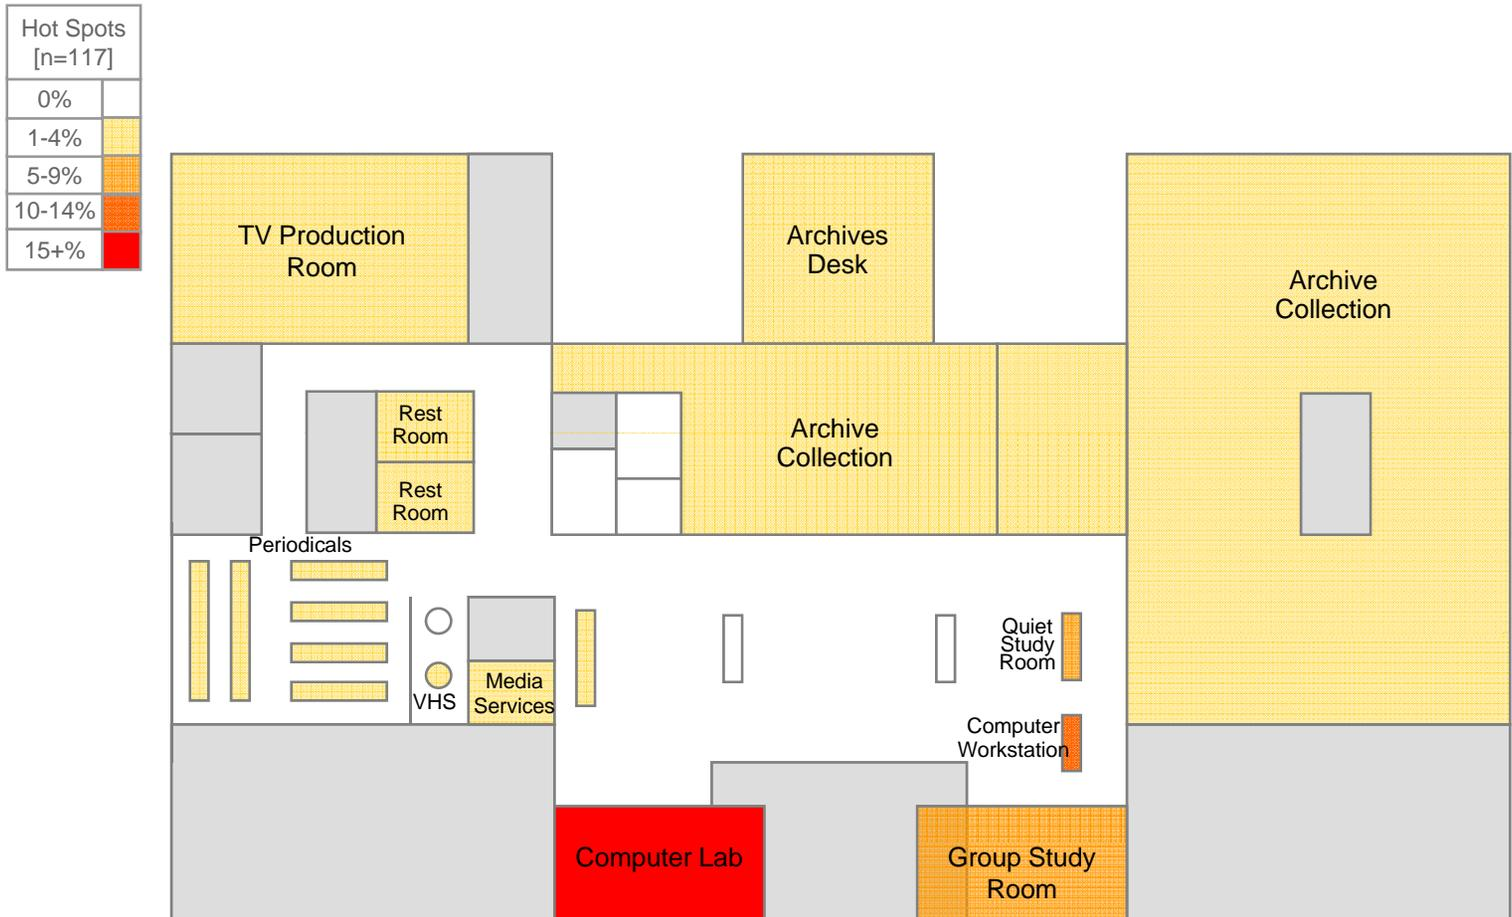 Hot Spots
[n=117]
0%
1-4%
5-9%
10-14%
15+%
TV Production
Room
Archives
Desk
Archive
Collection
Rest
Room
Archive
Collection
Rest
Room
Periodicals
Quiet
Study
Room
Media
Services
VHS
Computer
Workstation
Computer Lab
Group Study
Room